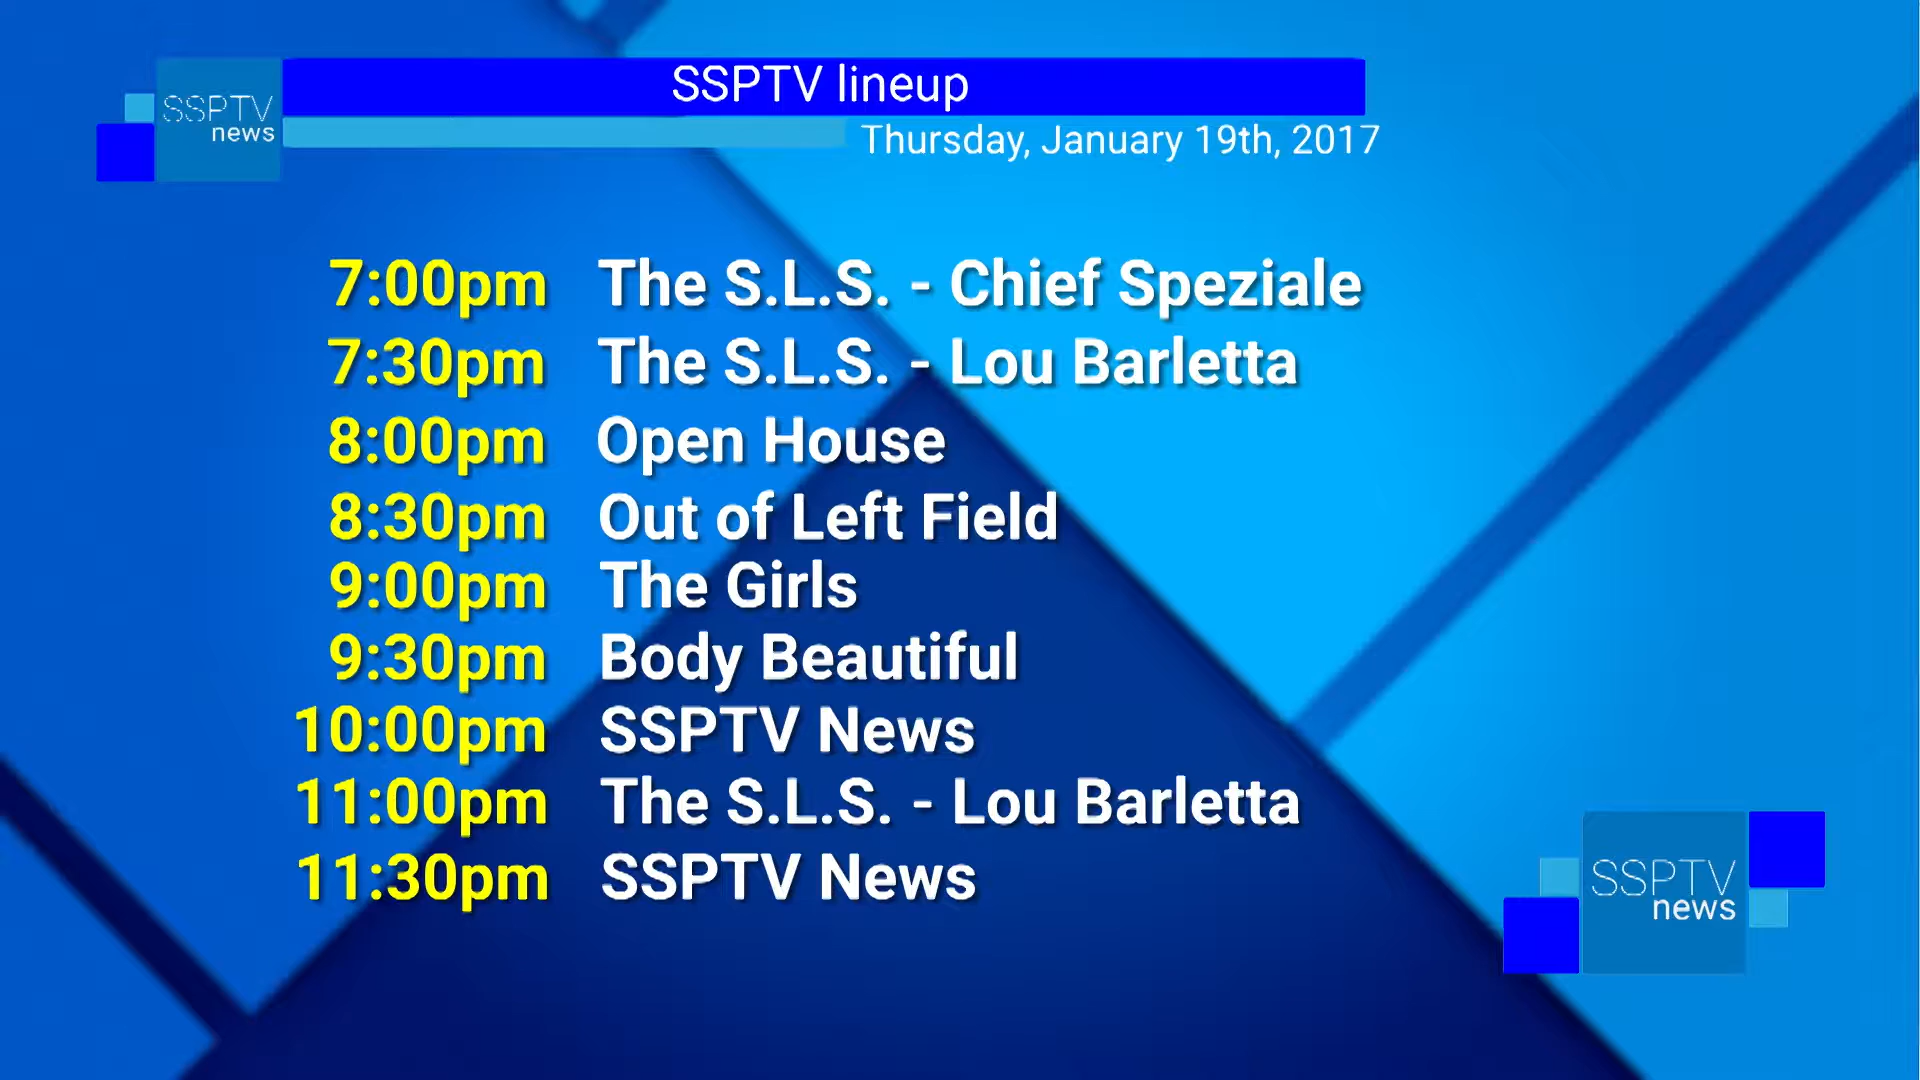 SSPTV lineup
SSPTV
news
Thursday, January 19th, 2017
7:00pm The S.L.S. - Chief Speziale
7:30pm The S.L.S. - Lou Barletta
8:00pm Open House
8:30pm Out of Left Field
9:00pm The Girls
9:30pm Body Beautiful
10:00pm SSPTV News
11:00pm The S.L.S. - Lou Barletta
11:30pm SSPTV News
SSPTV
news